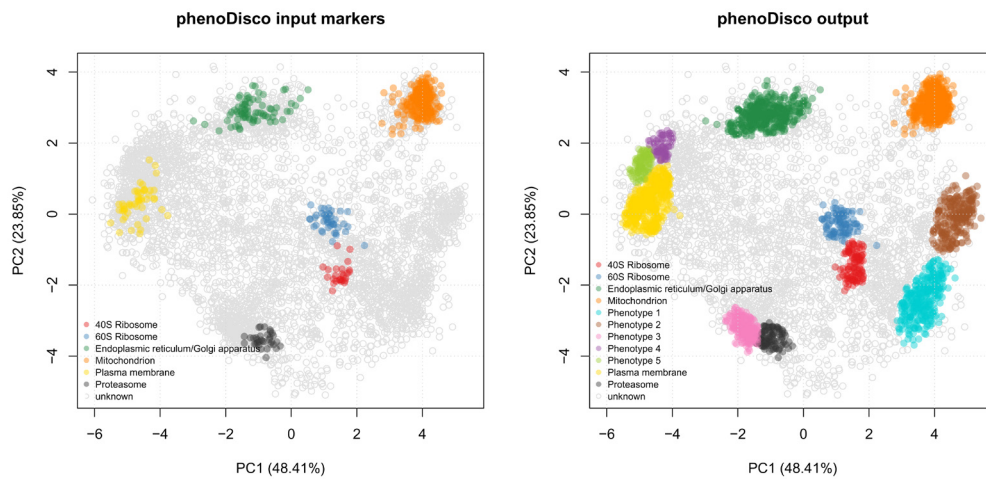 phenoDisco input markers
4
2
0
−2
−4
PC2 (23.85%)
40S Ribosome
60S Ribosome
Endoplasmic reticulum/Golgi apparatus
Mitochondrion
Plasma membrane
Proteasome
unknown
−6 −4 −2 0 2 4
PC1 (48.41%)
phenoDisco output
4
2
0
−2
−4
PC2 (23.85%)
40S Ribosome
60S Ribosome
Endoplasmic reticulum/Golgi apparatus
Mitochondrion
Phenotype 1
Phenotype 2
Phenotype 3
Phenotype 4
Phenotype 5
Plasma membrane
Proteasome
unknown
−6 −4 −2 0 2 4
PC1 (48.41%)